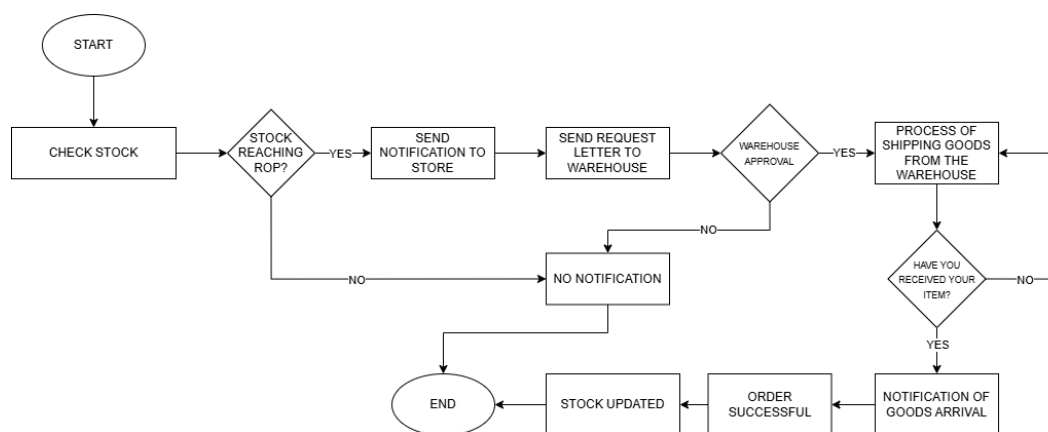 START
CHECK STOCK
STOCK
REACHING
ROP?
YES
SEND
NOTIFICATION TO
STORE
SEND REQUEST
LETTER TO
WAREHOUSE
WAREHOUSE
APPROVAL
YES
PROCESS OF
SHIPPING GOODS
FROM THE
WAREHOUSE
NO
NO
NO NOTIFICATION
HAVE YOU
RECEIVED YOUR
ITEM?
NO
YES
END
STOCK UPDATED
ORDER
SUCCESSFUL
NOTIFICATION OF
GOODS ARRIVAL